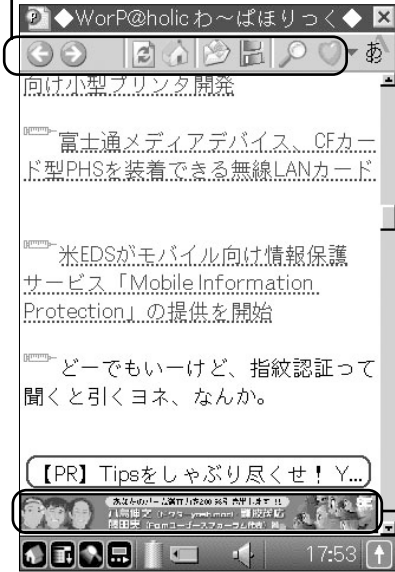 ◆WorP@holic わ～ぱほりっく◆
あ
向け小型プリンタ開発
富士通メディアデバイス、CFカー
ド型PHSを装着できる無線LANカード
米EDSがモバイル向け情報保護
サービス「Mobile Information
Protection」の提供を開始
どーでもいーけど、指紋認証って
聞くと引くヨネ、なんか。
【PR】Tipsをしゃぶり尽くせ！ Y...
17:53